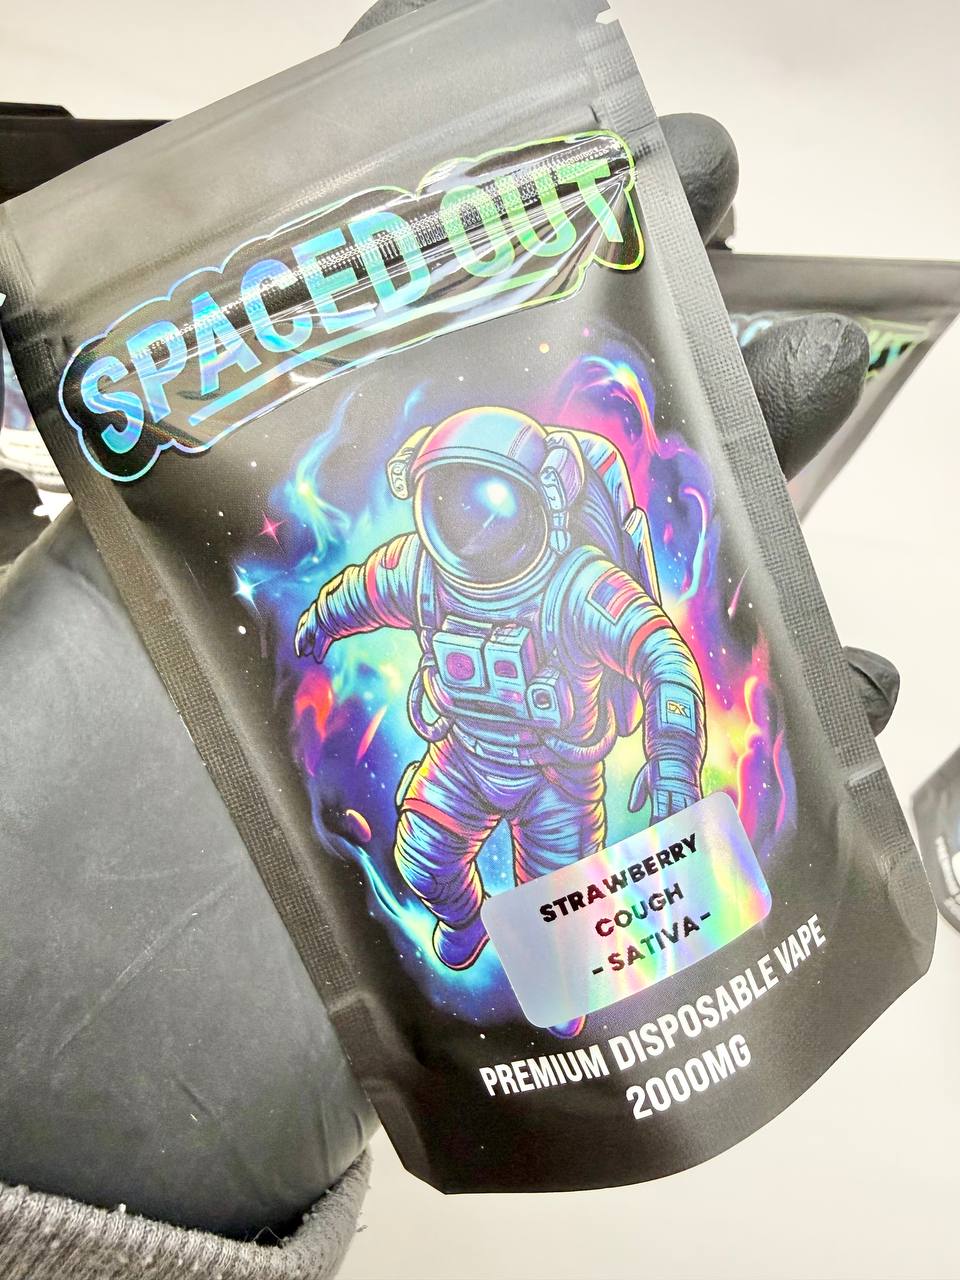 SPACED OUT
STRAWBERRY
COUGH
- SATIVA -
PREMIUM DISPOSABLE VAPE
2000MG